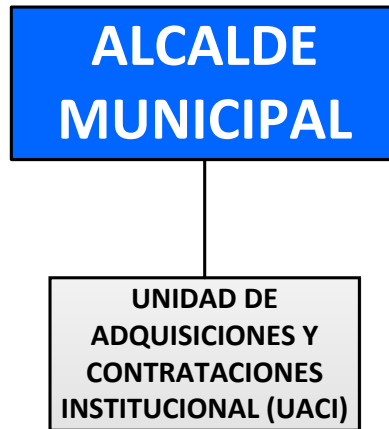 ALCALDE
MUNICIPAL
UNIDAD DE
ADQUISICIONES Y
CONTRATACIONES
INSTITUCIONAL (UACI)